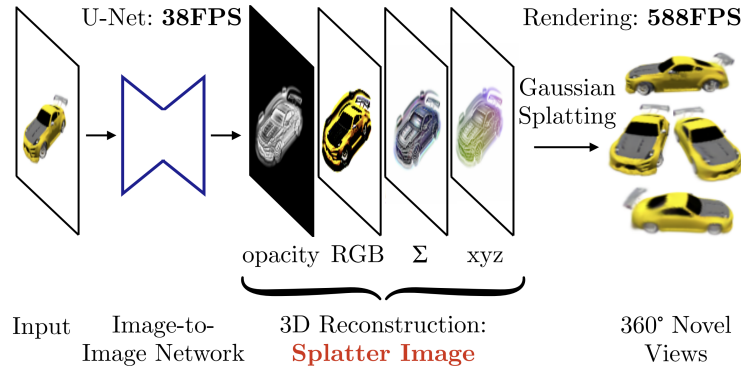 U-Net: 38FPS
Rendering: 588FPS
Gaussian
Splatting
opacity RGB Σ xyz
Input
Image-to-
Image Network
3D Reconstruction:
Splatter Image
360° Novel
Views